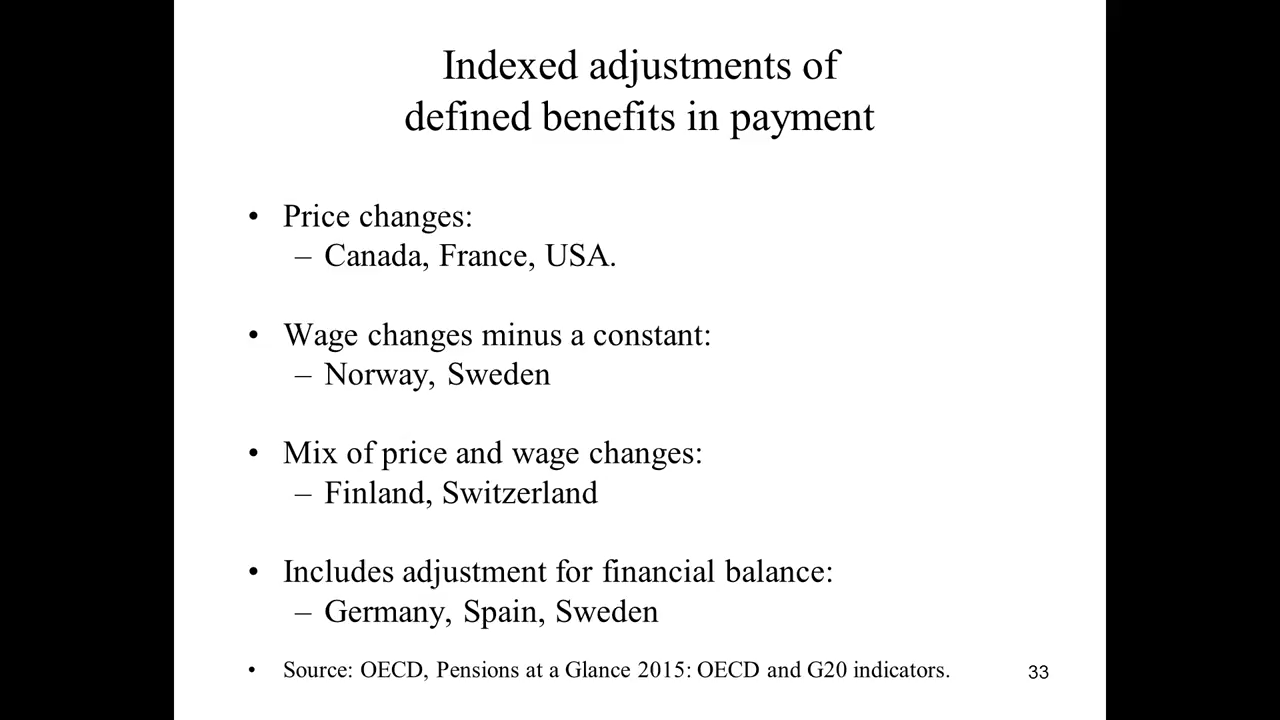 Indexed adjustments of
defined benefits in payment
• Price changes:
– Canada, France, USA.
• Wage changes minus a constant:
– Norway, Sweden
• Mix of price and wage changes:
– Finland, Switzerland
• Includes adjustment for financial balance:
– Germany, Spain, Sweden
• Source: OECD, Pensions at a Glance 2015: OECD and G20 indicators.
33